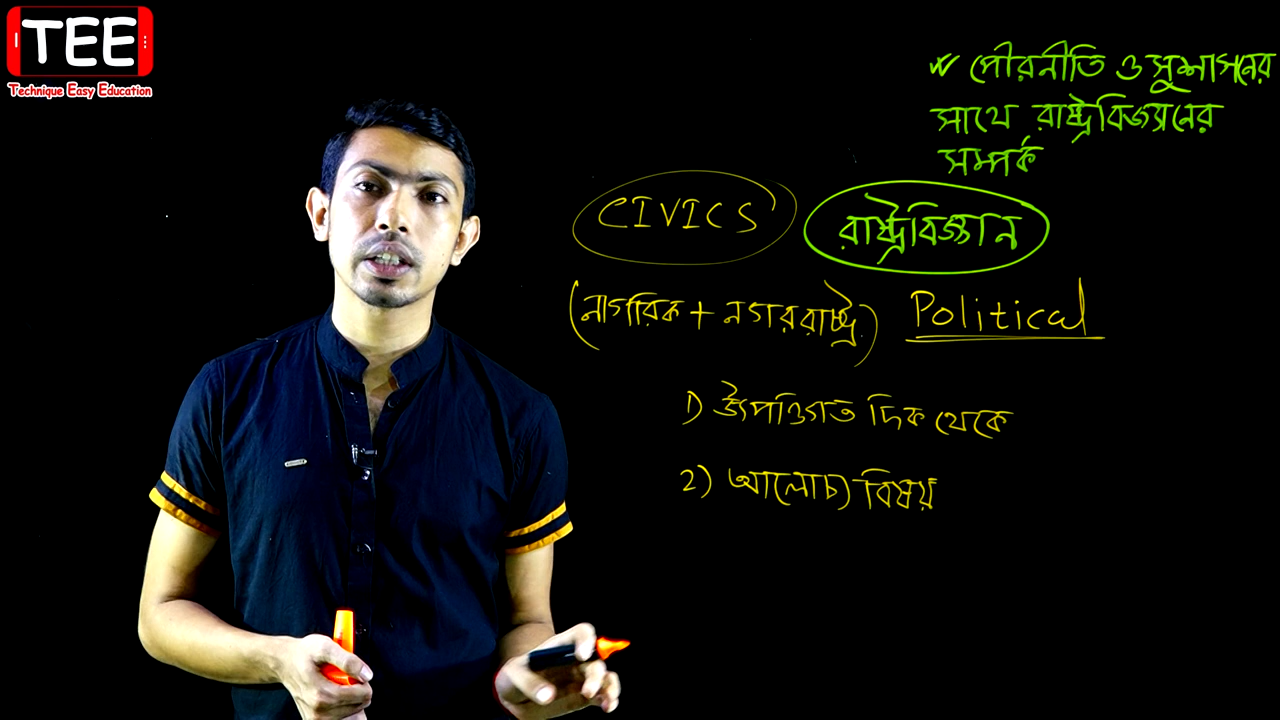 TEE
Technique Easy Education
পৌরনীতি ও সুশাসনের
সাথে রাষ্ট্রবিজ্ঞানের
সম্পর্ক
CIVICS রাষ্ট্রবিজ্ঞান
(নাগরিক + নগররাষ্ট্র) Political
1) উৎপত্তিগত দিক থেকে
2) আলোচ্য বিষয়